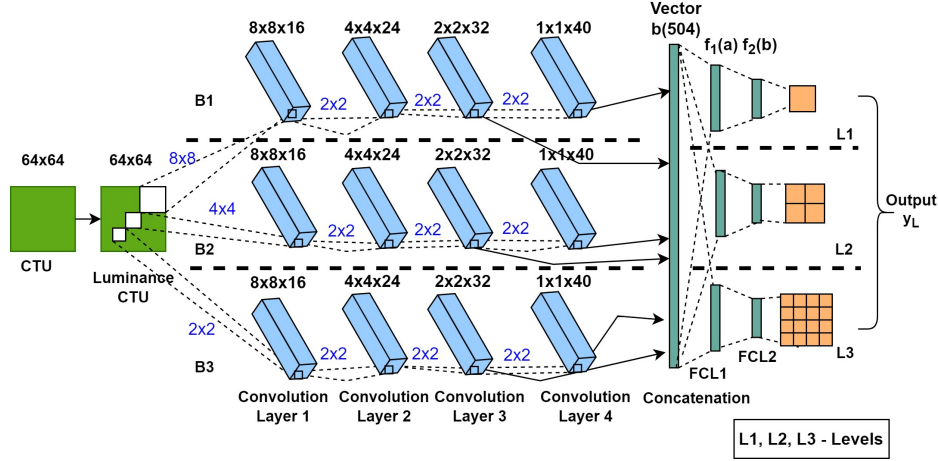 Vector
b(504)
8x8x16 4x4x24 2x2x32 1x1x40
f1(a) f2(b)
B1
2x2 2x2 2x2
L1
64x64 64x64
8x8
8x8x16 4x4x24 2x2x32 1x1x40
4x4
2x2 2x2 2x2
B2
L2
Output
yL
CTU
Luminance
CTU
8x8x16 4x4x24 2x2x32 1x1x40
2x2
2x2 2x2 2x2
B3
FCL1
FCL2
L3
Convolution
Layer 1
Convolution
Layer 2
Convolution
Layer 3
Convolution
Layer 4
Concatenation
L1, L2, L3 - Levels